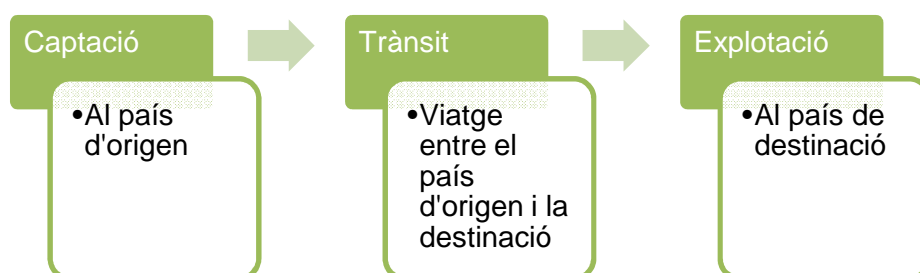 Captació
•Al país
d'origen
Trànsit
•Viatge
entre el
país
d'origen i la
destinació
Explotació
•Al país de
destinació